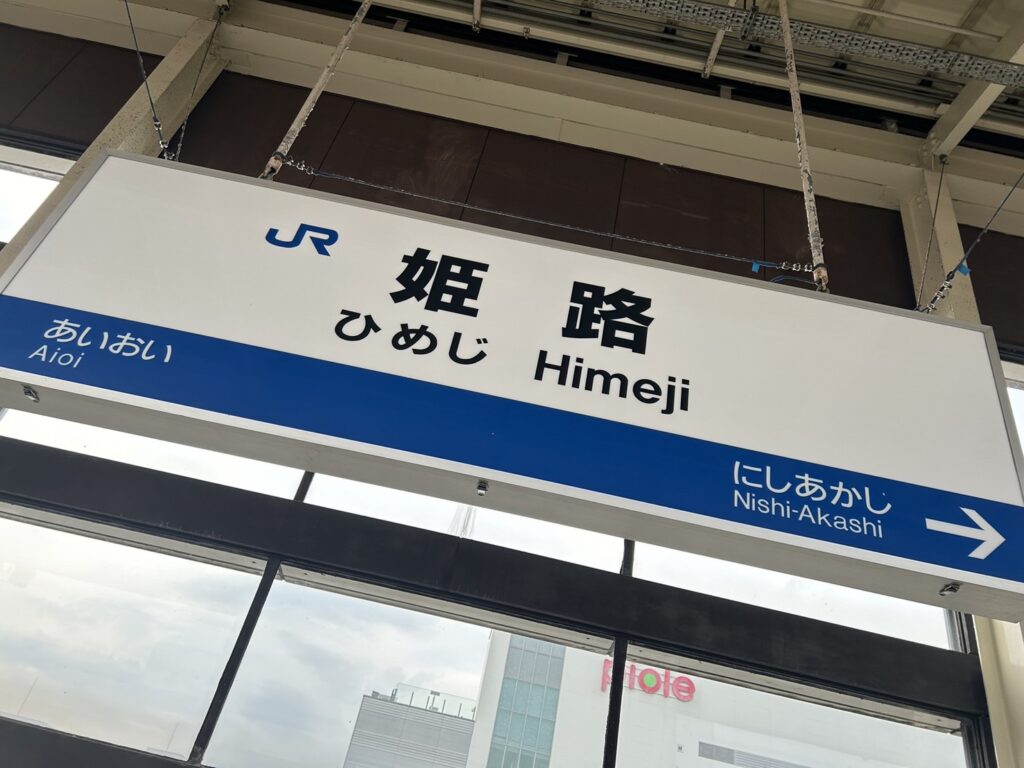 JR
姫路
ひめじ Himeji
あいおい
Aioi
にしあかし
Nishi-Akashi
piole